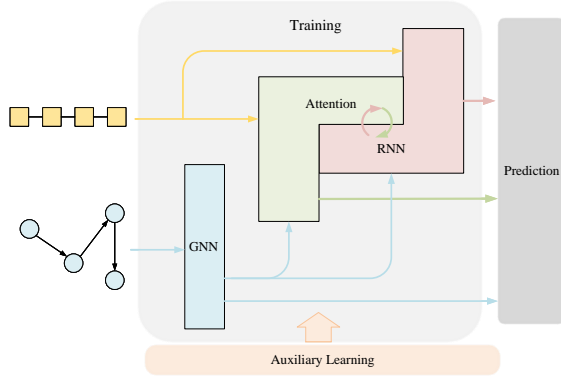 Training
Attention
RNN
Prediction
GNN
Auxiliary Learning